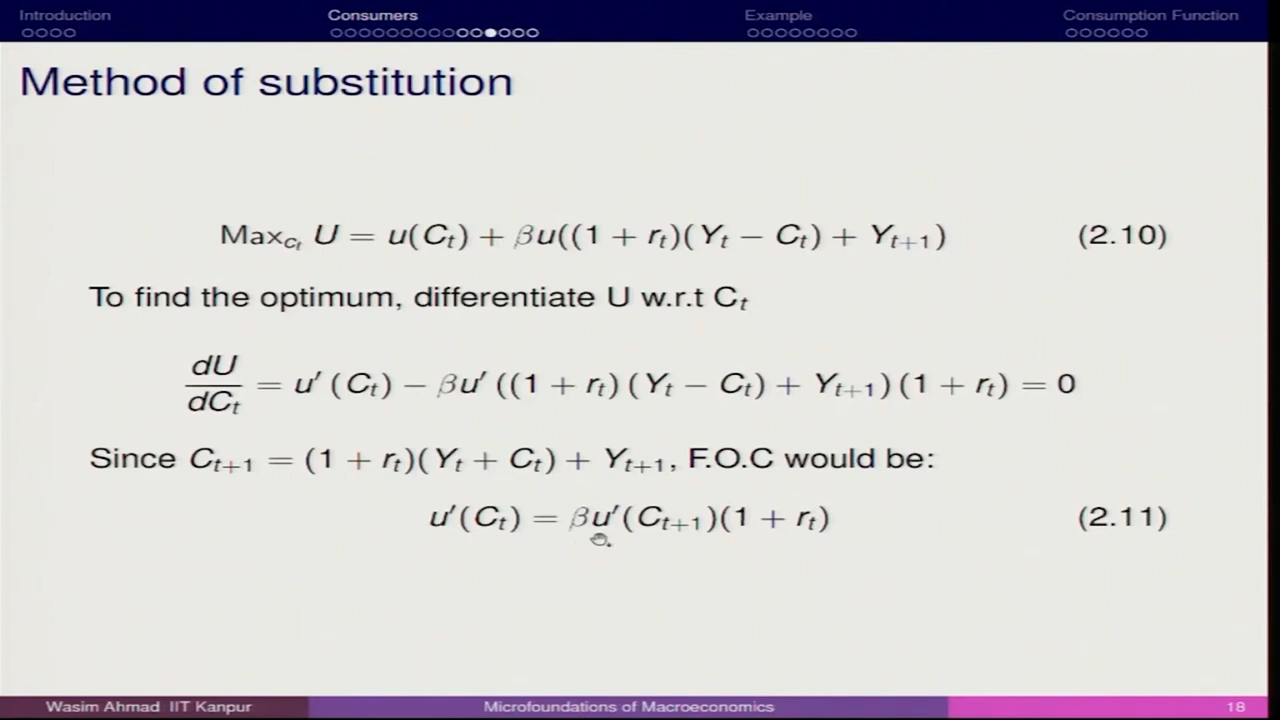 Introduction Consumers Example Consumption Function
Method of substitution
Max_{C_t} U = u(C_t) + βu((1 + r_t)(Y_t − C_t) + Y_{t+1}) (2.10)
To find the optimum, differentiate U w.r.t C_t
dU/dC_t = u′ (C_t) − βu′ ((1 + r_t) (Y_t − C_t) + Y_{t+1}) (1 + r_t) = 0
Since C_{t+1} = (1 + r_t)(Y_t + C_t) + Y_{t+1}, F.O.C would be:
u′(C_t) = βu′(C_{t+1})(1 + r_t) (2.11)
Wasim Ahmad IIT Kanpur Microfoundations of Macroeconomics 18